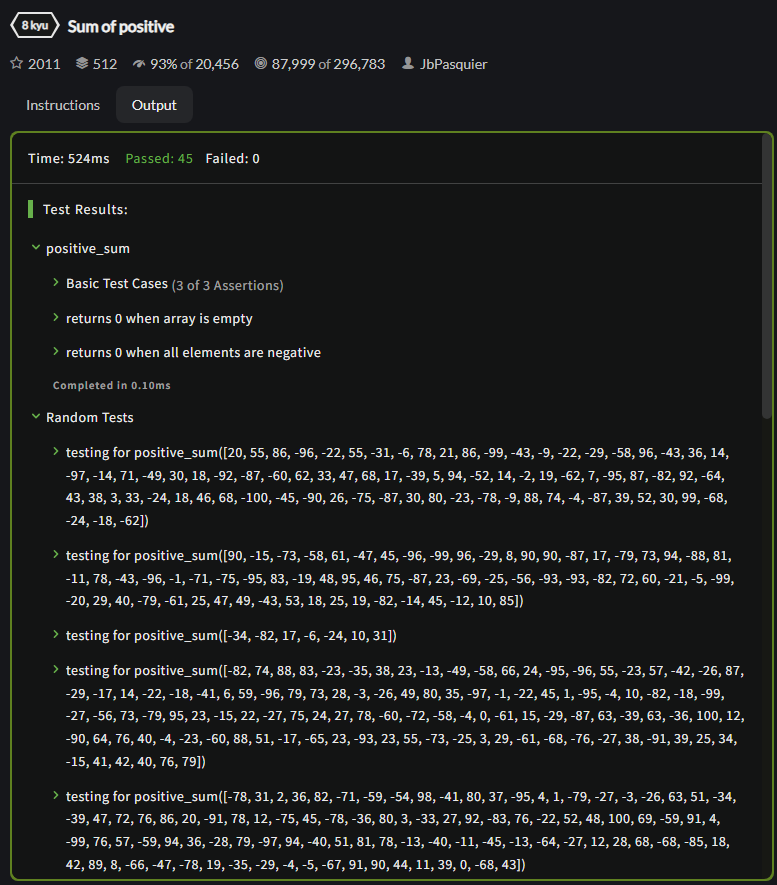 8 kyu Sum of positive
2011 512 93% of 20,456 87,999 of 296,783 JbPasquier
Instructions Output
Time: 524ms Passed: 45 Failed: 0
Test Results:
positive_sum
Basic Test Cases (3 of 3 Assertions)
returns 0 when array is empty
returns 0 when all elements are negative
Completed in 0.10ms
Random Tests
testing for positive_sum([20, 55, 86, -96, -22, 55, -31, -6, 78, 21, 86, -99, -43, -9, -22, -29, -58, 96, -43, 36, 14,
-97, -14, 71, -49, 30, 18, -92, -87, -60, 62, 33, 47, 68, 17, -39, 5, 94, -52, 14, -2, 19, -62, 7, -95, 87, -82, 92, -64,
43, 38, 3, 33, -24, 18, 46, 68, -100, -45, -90, 26, -75, -87, 30, 80, -23, -78, -9, 88, 74, -4, -87, 39, 52, 30, 99, -68,
-24, -18, -62])
testing for positive_sum([90, -15, -73, -58, 61, -47, 45, -96, -99, 96, -29, 8, 90, 90, -87, 17, -79, 73, 94, -88, 81,
-11, 78, -43, -96, -1, -71, -75, -95, 83, -19, 48, 95, 46, 75, -87, 23, -69, -25, -56, -93, -93, -82, 72, 60, -21, -5, -99,
-20, 29, 40, -79, -61, 25, 47, 49, -43, 53, 18, 25, 19, -82, -14, 45, -12, 10, 85])
testing for positive_sum([-34, -82, 17, -6, -24, 10, 31])
testing for positive_sum([-82, 74, 88, 83, -23, -35, 38, 23, -13, -49, -58, 66, 24, -95, -96, 55, -23, 57, -42, -26, 87,
-29, -17, 14, -22, -18, -41, 6, 59, -96, 79, 73, 28, -3, -26, 49, 80, 35, -97, -1, -22, 45, 1, -95, -4, 10, -82, -18, -99,
-27, -56, 73, -79, 95, 23, -15, 22, -27, 75, 24, 27, 78, -60, -72, -58, -4, 0, -61, 15, -29, -87, 63, -39, 63, -36, 100, 12,
-90, 64, 76, 40, -4, -23, -60, 88, 51, -17, -65, 23, -93, 23, 55, -73, -25, 3, 29, -61, -68, -76, -27, 38, -91, 39, 25, 34,
-15, 41, 42, 40, 76, 79])
testing for positive_sum([-78, 31, 2, 36, 82, -71, -59, -54, 98, -41, 80, 37, -95, 4, 1, -79, -27, -3, -26, 63, 51, -34,
-39, 47, 72, 76, 86, 20, -91, 78, 12, -75, 45, -78, -36, 80, 3, -33, 27, 92, -83, 76, -22, 52, 48, 100, 69, -59, 91, 4,
-99, 76, 57, -59, 94, 36, -28, 79, -97, 94, -40, 51, 81, 78, -13, -40, -11, -45, -13, -64, -27, 12, 28, 68, -68, -85, 18,
42, 89, 8, -66, -47, -78, 19, -35, -29, -4, -5, -67, 91, 90, 44, 11, 39, 0, -68, 43])